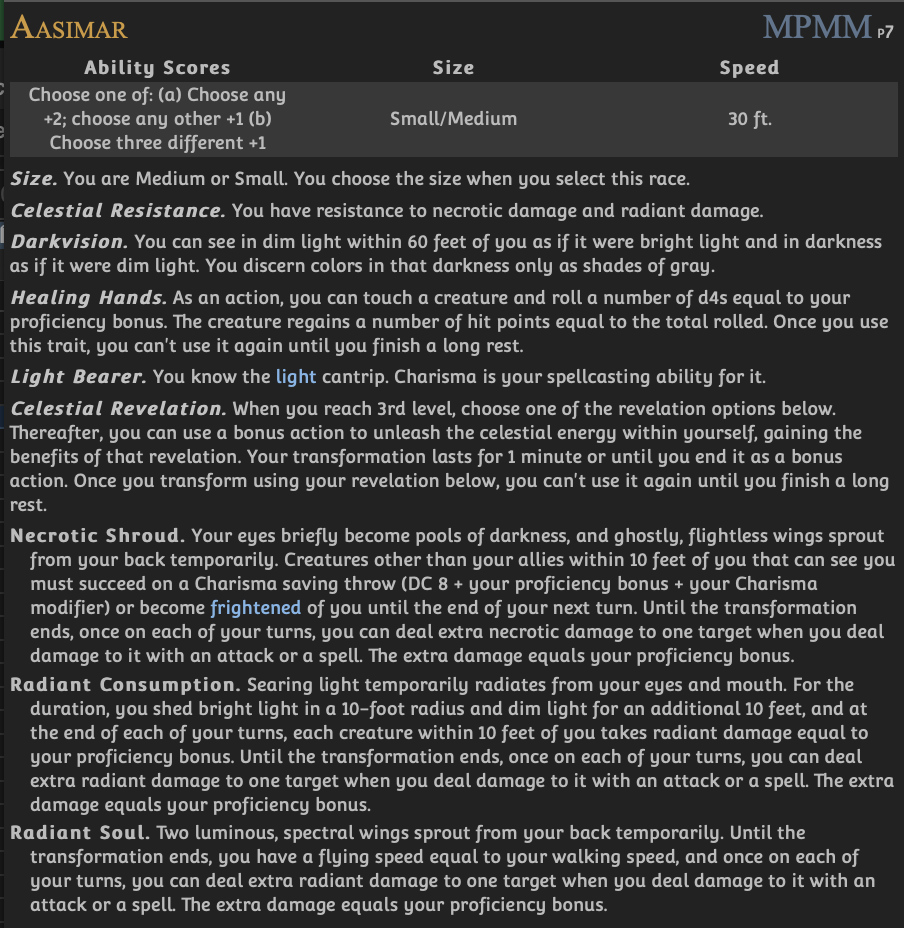 Aasimar MPMM p7
Ability Scores Size Speed
Choose one of: (a) Choose any
+2; choose any other +1 (b)
Choose three different +1
Small/Medium
30 ft.
Size. You are Medium or Small. You choose the size when you select this race.
Celestial Resistance. You have resistance to necrotic damage and radiant damage.
Darkvision. You can see in dim light within 60 feet of you as if it were bright light and in darkness
as if it were dim light. You discern colors in that darkness only as shades of gray.
Healing Hands. As an action, you can touch a creature and roll a number of d4s equal to your
proficiency bonus. The creature regains a number of hit points equal to the total rolled. Once you use
this trait, you can't use it again until you finish a long rest.
Light Bearer. You know the light cantrip. Charisma is your spellcasting ability for it.
Celestial Revelation. When you reach 3rd level, choose one of the revelation options below.
Thereafter, you can use a bonus action to unleash the celestial energy within yourself, gaining the
benefits of that revelation. Your transformation lasts for 1 minute or until you end it as a bonus
action. Once you transform using your revelation below, you can't use it again until you finish a long
rest.
Necrotic Shroud. Your eyes briefly become pools of darkness, and ghostly, flightless wings sprout
from your back temporarily. Creatures other than your allies within 10 feet of you that can see you
must succeed on a Charisma saving throw (DC 8 + your proficiency bonus + your Charisma
modifier) or become frightened of you until the end of your next turn. Until the transformation
ends, once on each of your turns, you can deal extra necrotic damage to one target when you deal
damage to it with an attack or a spell. The extra damage equals your proficiency bonus.
Radiant Consumption. Searing light temporarily radiates from your eyes and mouth. For the
duration, you shed bright light in a 10-foot radius and dim light for an additional 10 feet, and at
the end of each of your turns, each creature within 10 feet of you takes radiant damage equal to
your proficiency bonus. Until the transformation ends, once on each of your turns, you can deal
extra radiant damage to one target when you deal damage to it with an attack or a spell. The extra
damage equals your proficiency bonus.
Radiant Soul. Two luminous, spectral wings sprout from your back temporarily. Until the
transformation ends, you have a flying speed equal to your walking speed, and once on each of
your turns, you can deal extra radiant damage to one target when you deal damage to it with an
attack or a spell. The extra damage equals your proficiency bonus.